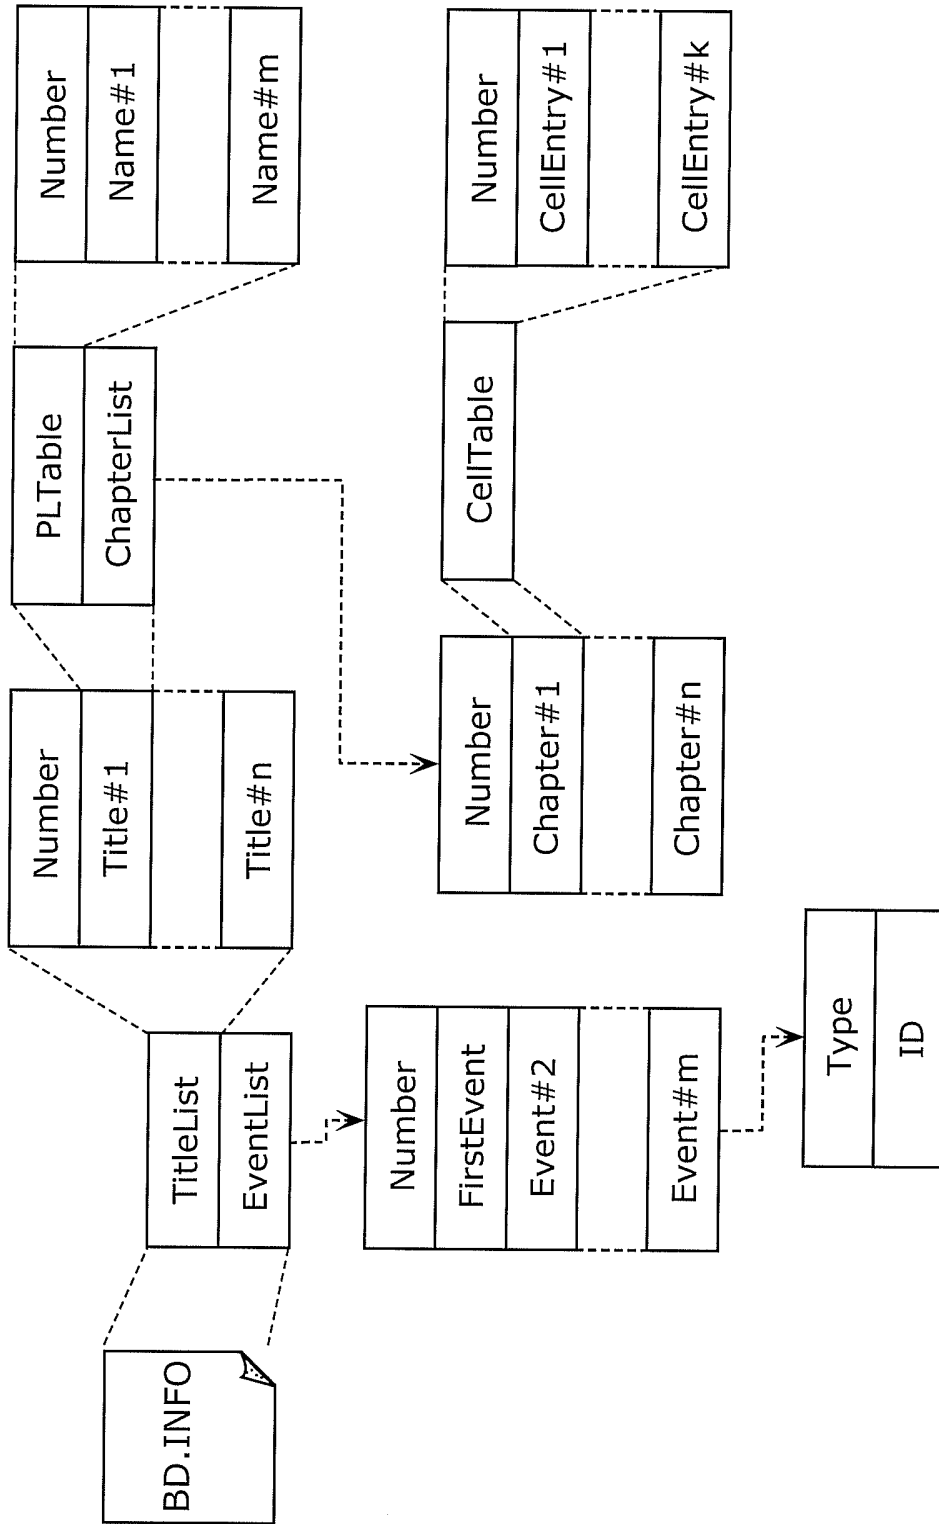 BD.INFO
TitleList
EventList
Number
Title#1
Title#n
PLTable
ChapterList
Number
Name#1
Name#m
Number
FirstEvent
Event#2
Event#m
Number
Chapter#1
Chapter#n
CellTable
Number
CellEntry#1
CellEntry#k
Type
ID